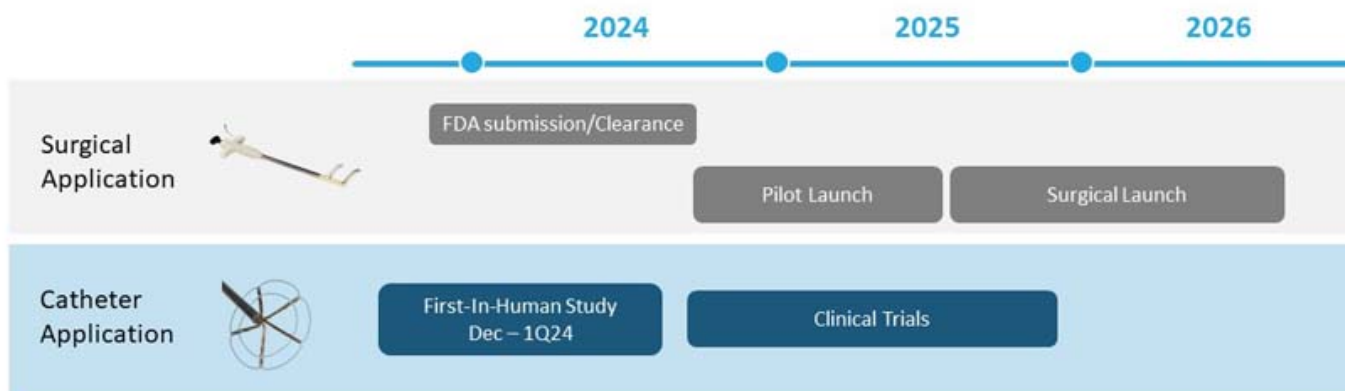 2024
2025
2026
Surgical
Application
FDA submission/Clearance
Pilot Launch
Surgical Launch
Catheter
Application
First-In-Human Study
Dec – 1Q24
Clinical Trials